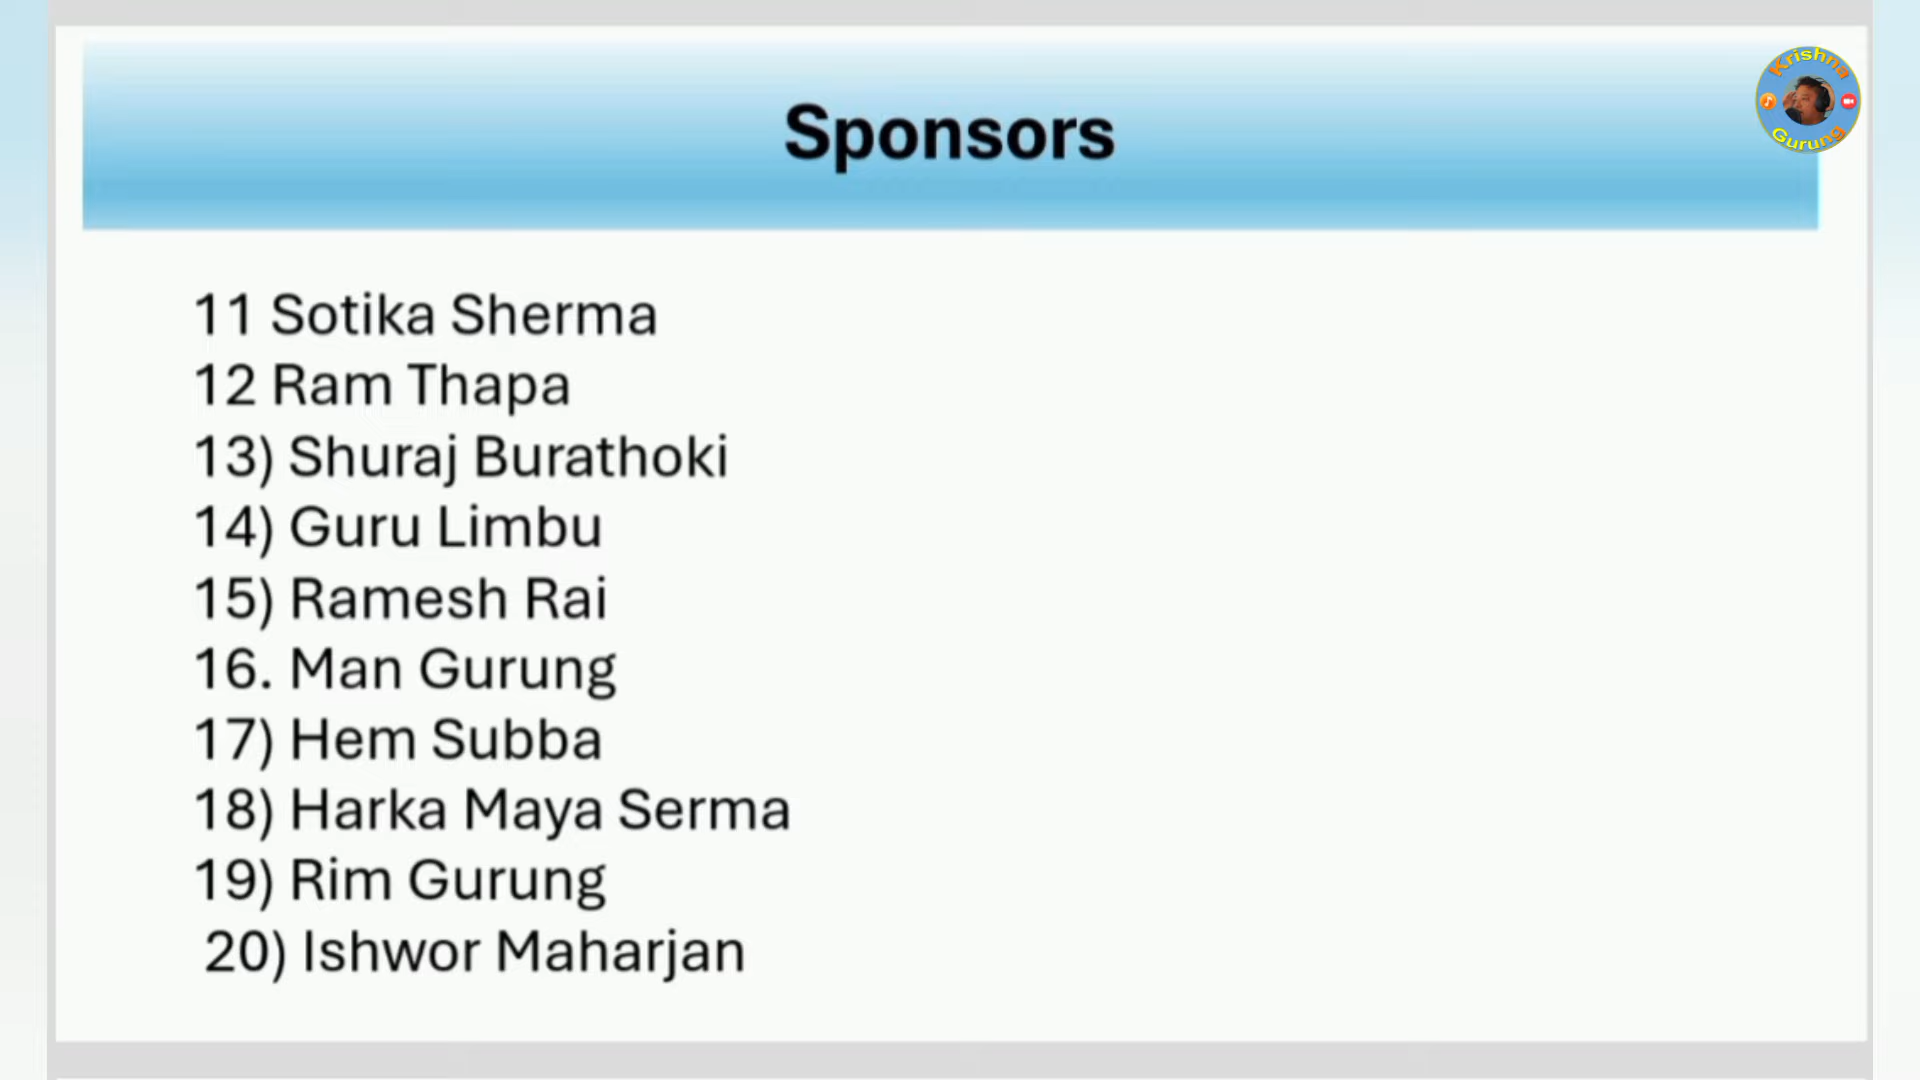 Sponsors
Krishna
Gurung
11 Sotika Sherma
12 Ram Thapa
13) Shuraj Burathoki
14) Guru Limbu
15) Ramesh Rai
16. Man Gurung
17) Hem Subba
18) Harka Maya Serma
19) Rim Gurung
20) Ishwor Maharjan